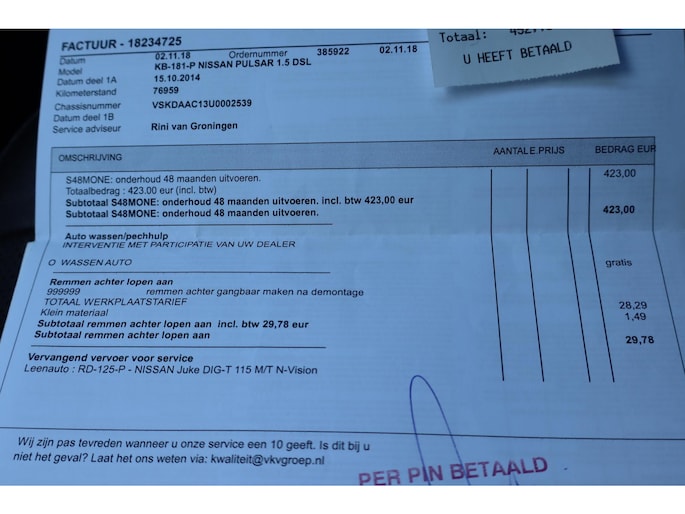 Totaal: 452,
U HEEFT BETAALD
FACTUUR - 18234725
Datum 02.11.18 Ordernummer 385922 02.11.18
Model KB-181-P NISSAN PULSAR 1.5 DSL
Datum deel 1A 15.10.2014
Kilometerstand 76959
Chassisnummer VSKDAAC13U0002539
Datum deel 1B
Service adviseur Rini van Groningen
OMSCHRIJVING AANTAL E.PRIJS BEDRAG EUR
S48MONE: onderhoud 48 maanden uitvoeren. 423,00
Totaalbedrag : 423.00 eur (incl. btw)
Subtotaal S48MONE: onderhoud 48 maanden uitvoeren. incl. btw 423,00 eur
Subtotaal S48MONE: onderhoud 48 maanden uitvoeren. 423,00
Auto wassen/pechhulp
INTERVENTIE MET PARTICIPATIE VAN UW DEALER
O WASSEN AUTO gratis
Remmen achter lopen aan
999999 remmen achter gangbaar maken na demontage
TOTAAL WERKPLAATSTARIEF 28,29
Klein materiaal 1,49
Subtotaal remmen achter lopen aan incl. btw 29,78 eur
Subtotaal remmen achter lopen aan 29,78
Vervangend vervoer voor service
Leenauto : RD-125-P - NISSAN Juke DIG-T 115 M/T N-Vision
Wij zijn pas tevreden wanneer u onze service een 10 geeft. Is dit bij u
niet het geval? Laat het ons weten via: kwaliteit@vkvgroep.nl
PER PIN BETAALD